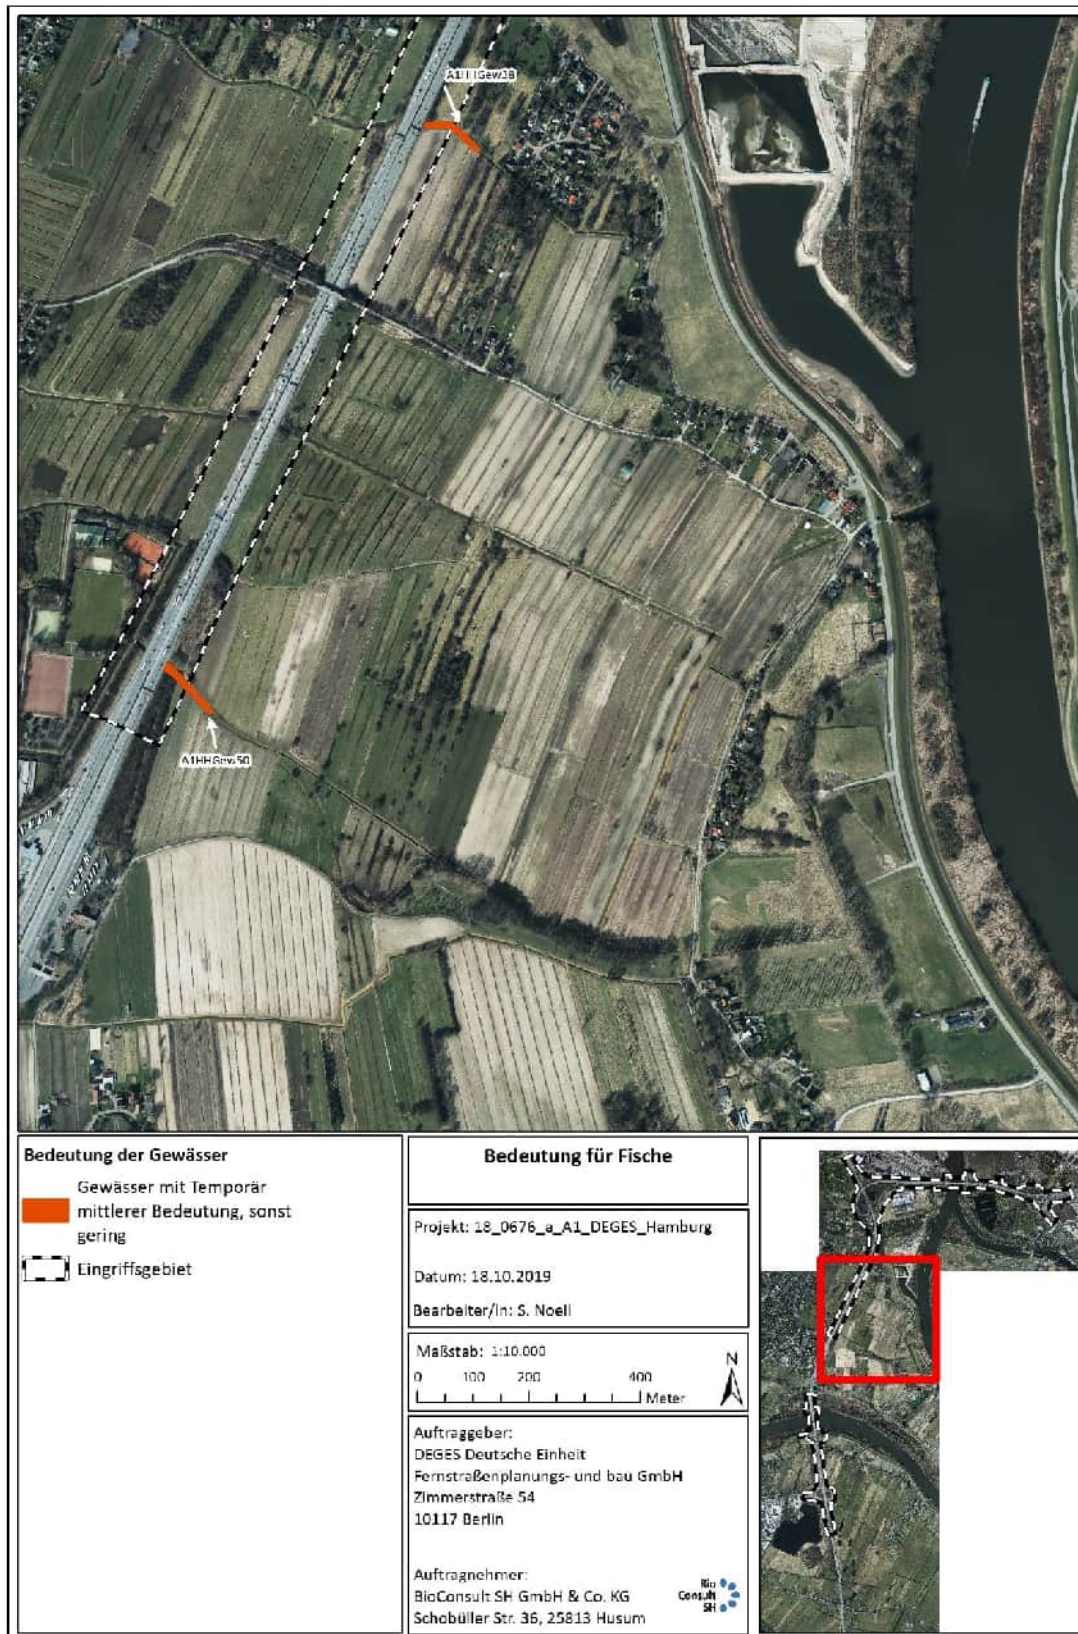 A1HHGew38
A1HHGew50
Bedeutung der Gewässer
Gewässer mit Temporär
mittlerer Bedeutung, sonst
gering
Eingriffsgebiet
Bedeutung für Fische
Projekt: 18_0676_a_A1_DEGES_Hamburg
Datum: 18.10.2019
Bearbeiter/in: S. Noell
Maßstab: 1:10.000
0 100 200 400
Meter
N
Auftraggeber:
DEGES Deutsche Einheit
Fernstraßenplanungs- und bau GmbH
Zimmerstraße 54
10117 Berlin
Auftragnehmer:
BioConsult SH GmbH & Co. KG
Schobüller Str. 36, 25813 Husum
Bio
Consult
SH